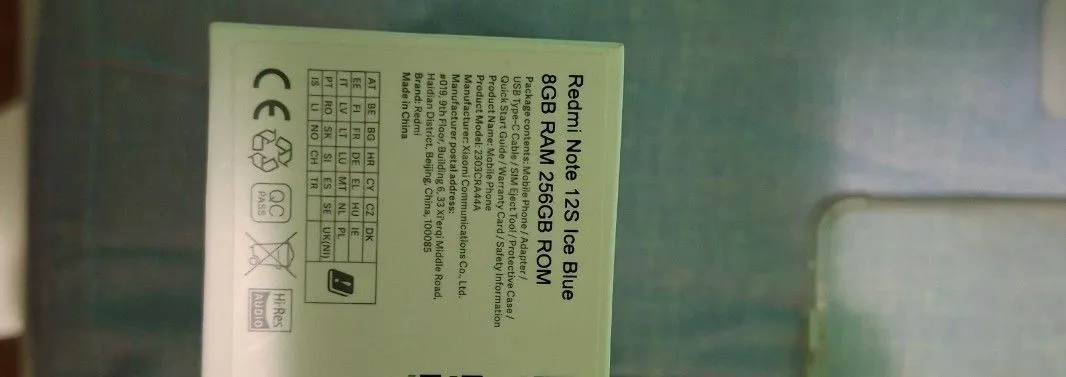 Redmi Note 12S Ice Blue
8GB RAM 256GB ROM
Package contents: Mobile Phone / Adapter /
USB Type-C Cable / SIM Eject Tool / Protective Case /
Quick Start Guide / Warranty Card / Safety Information
Product Name: Mobile Phone
Product Model: 2303CRA44A
Manufacturer: Xiaomi Communications Co., Ltd.
Manufacturer postal address:
#019, 9th Floor, Building 6, 33 Xi'erqi Middle Road,
Haidian District, Beijing, China, 100085
Brand: Redmi
Made in China
AT BE BG HR CY CZ DK
EE FI FR DE EL HU IE
IT LV LT LU MT NL PL
PT RO SK SI ES SE UK(NI)
IS LI NO CH TR
CE
QC
PASS
Hi-Res
AUDIO